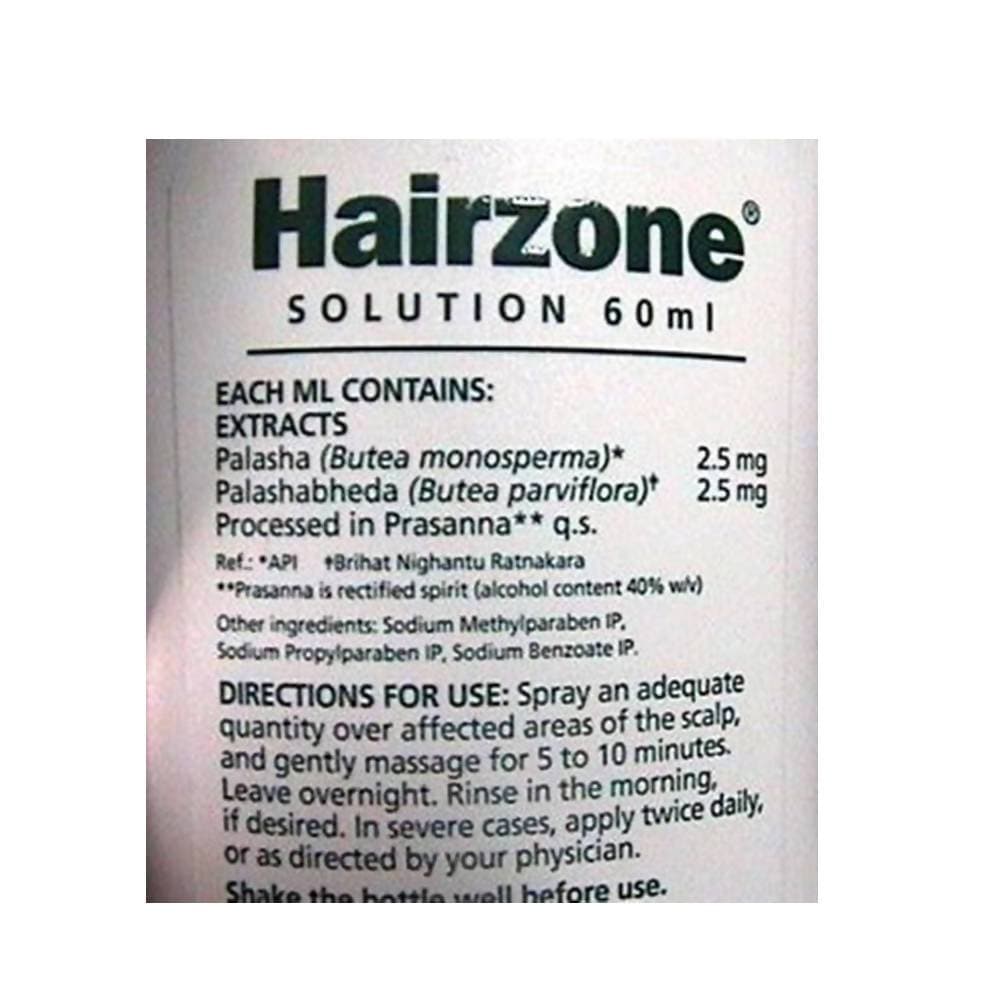 Hairzone®
SOLUTION 60ml
EACH ML CONTAINS:
EXTRACTS
Palasha (Butea monosperma)* 2.5 mg
Palashabheda (Butea parviflora)† 2.5 mg
Processed in Prasanna** q.s.
Ref.: *API †Brihat Nighantu Ratnakara
**Prasanna is rectified spirit (alcohol content 40% w/v)
Other ingredients: Sodium Methylparaben IP,
Sodium Propylparaben IP, Sodium Benzoate IP.
DIRECTIONS FOR USE: Spray an adequate
quantity over affected areas of the scalp,
and gently massage for 5 to 10 minutes.
Leave overnight. Rinse in the morning,
if desired. In severe cases, apply twice daily,
or as directed by your physician.
Shake the bottle well before use.